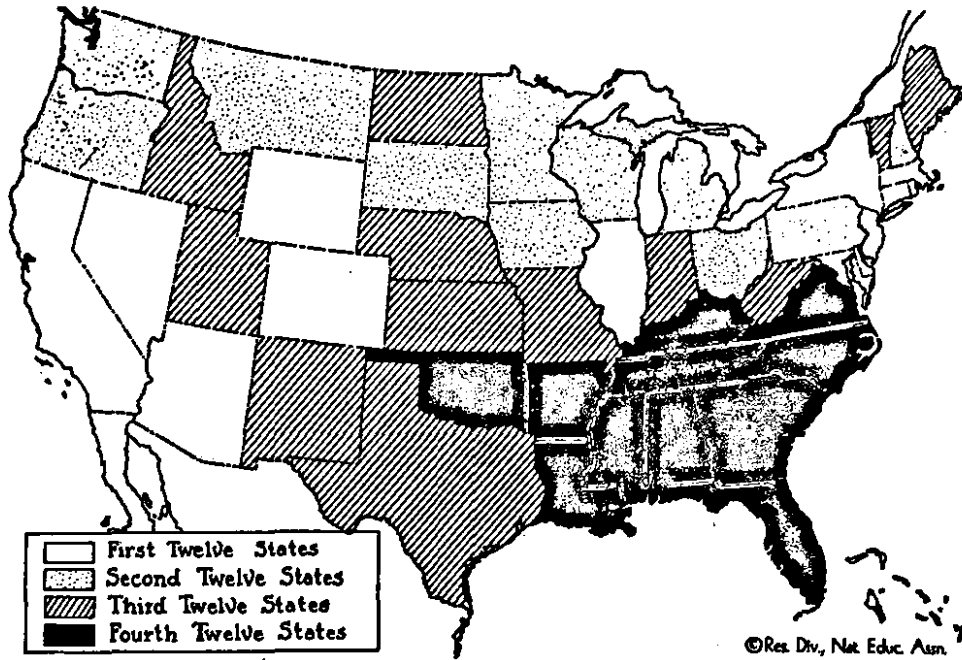 First Twelve States
Second Twelve States
Third Twelve States
Fourth Twelve States
©Res. Div., Nat. Educ. Assn.